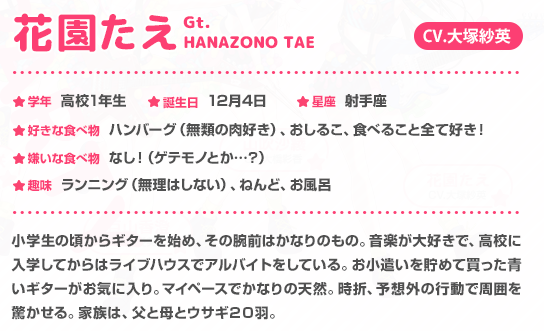 花園たえ Gt. HANAZONO TAE CV.大塚紗英
★学年 高校1年生 ★誕生日 12月4日 ★星座 射手座
★好きな食べ物 ハンバーグ（無類の肉好き）、おしるこ、食べること全て好き！
★嫌いな食べ物 なし！（ゲテモノとか…？）
★趣味 ランニング（無理はしない）、ねんど、お風呂
小学生の頃からギターを始め、その腕前はかなりのもの。音楽が大好きで、高校に
入学してからはライブハウスでアルバイトをしている。お小遣いを貯めて買った青
いギターがお気に入り。マイペースでかなりの天然。時折、予想外の行動で周囲を
驚かせる。家族は、父と母とウサギ20羽。